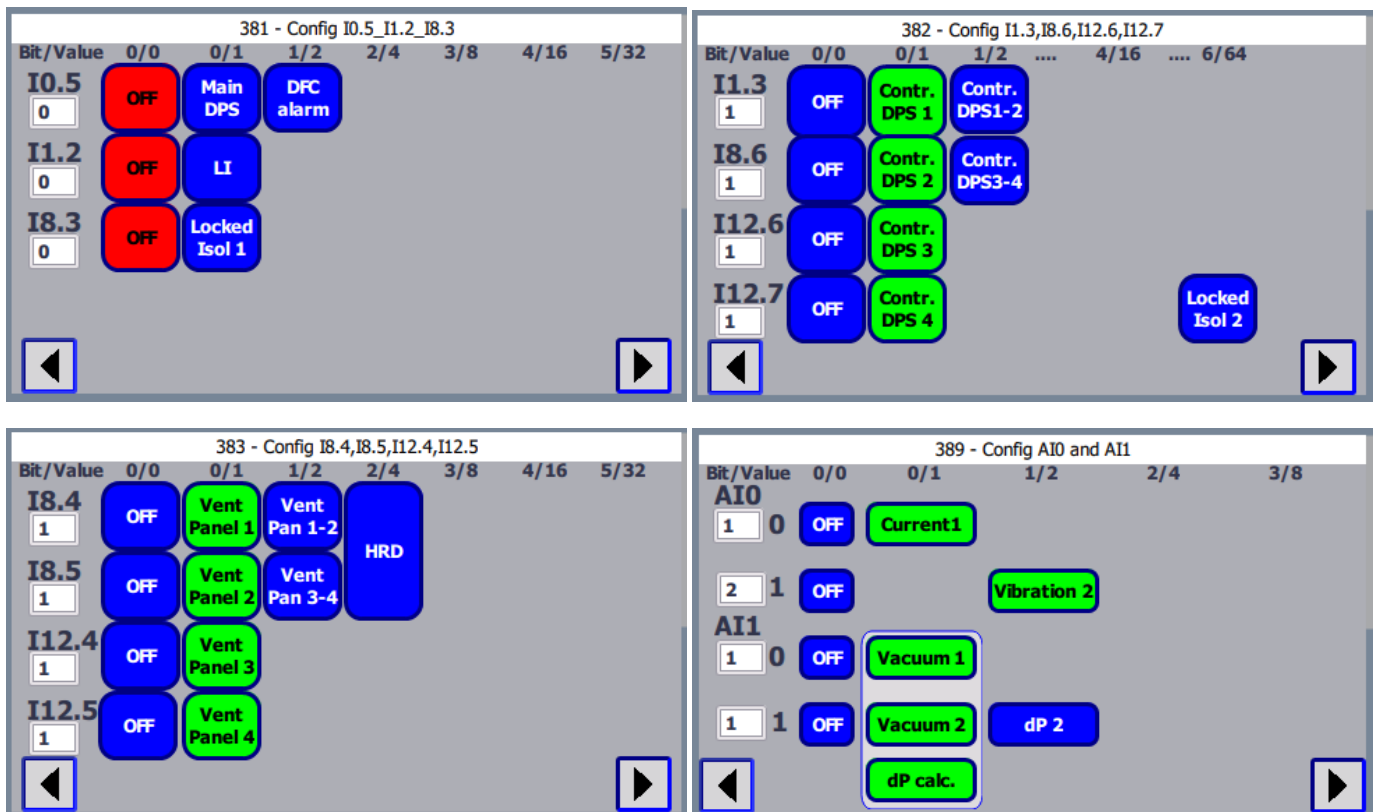 381 - Config I0.5_I1.2_I8.3
Bit/Value 0/0 0/1 1/2 2/4 3/8 4/16 5/32
I0.5
0
OFF
Main
DPS
DFC
alarm
I1.2
0
OFF
LI
I8.3
0
OFF
Locked
Isol 1
382 - Config I1.3,I8.6,I12.6,I12.7
Bit/Value 0/0 0/1 1/2 .... 4/16 .... 6/64
I1.3
1
OFF
Contr.
DPS 1
Contr.
DPS1-2
I8.6
1
OFF
Contr.
DPS 2
Contr.
DPS3-4
I12.6
1
OFF
Contr.
DPS 3
I12.7
1
OFF
Contr.
DPS 4
Locked
Isol 2
383 - Config I8.4,I8.5,I12.4,I12.5
Bit/Value 0/0 0/1 1/2 2/4 3/8 4/16 5/32
I8.4
1
OFF
Vent
Panel 1
Vent
Pan 1-2
HRD
I8.5
1
OFF
Vent
Panel 2
Vent
Pan 3-4
I12.4
1
OFF
Vent
Panel 3
I12.5
1
OFF
Vent
Panel 4
389 - Config AI0 and AI1
Bit/Value 0/0 0/1 1/2 2/4 3/8
AI0
1 0 OFF Current1
2 1 OFF Vibration 2
AI1
1 0 OFF Vacuum 1
1 1 OFF Vacuum 2 dP 2
dP calc.